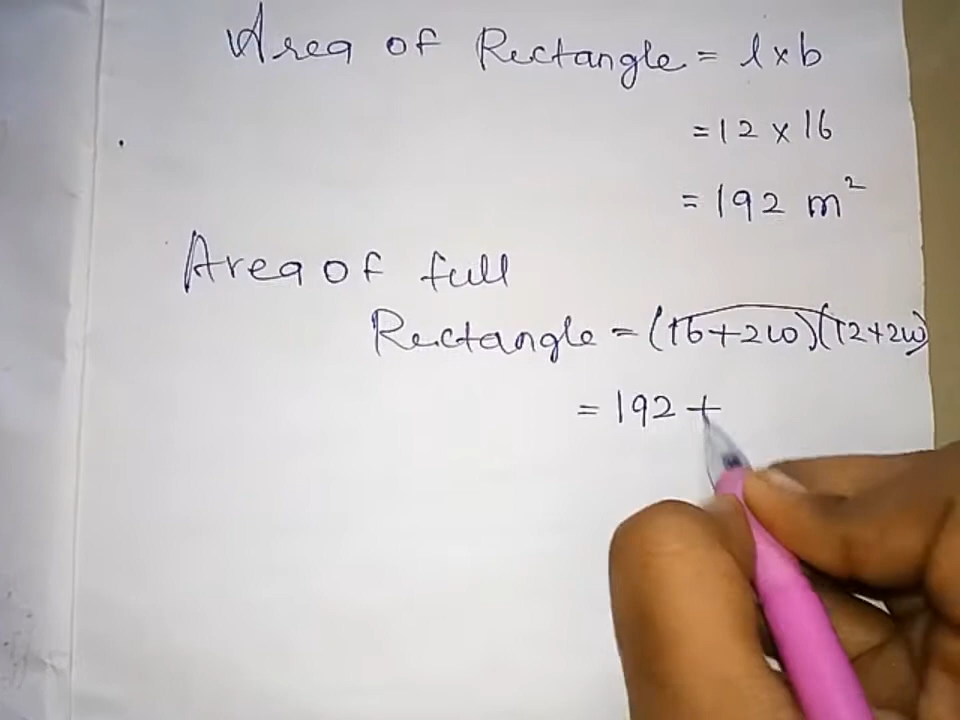 Area of Rectangle = l x b
= 12 x 16
= 192 m²
Area of full
Rectangle = (16+2w)(12+2w)
= 192 +